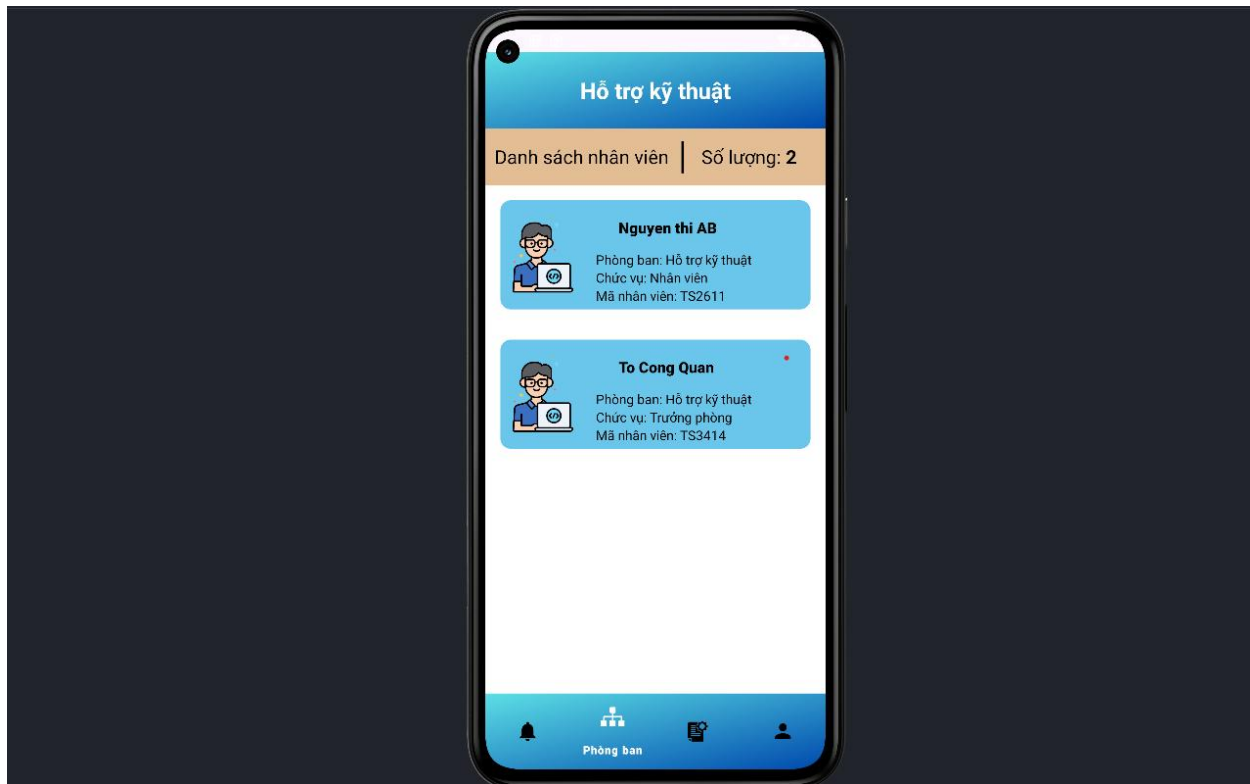 Hỗ trợ kỹ thuật
Danh sách nhân viên
Số lượng: 2
Nguyen thi AB
Phòng ban: Hỗ trợ kỹ thuật
Chức vụ: Nhân viên
Mã nhân viên: TS2611
To Cong Quan
Phòng ban: Hỗ trợ kỹ thuật
Chức vụ: Trưởng phòng
Mã nhân viên: TS3414
Phòng ban